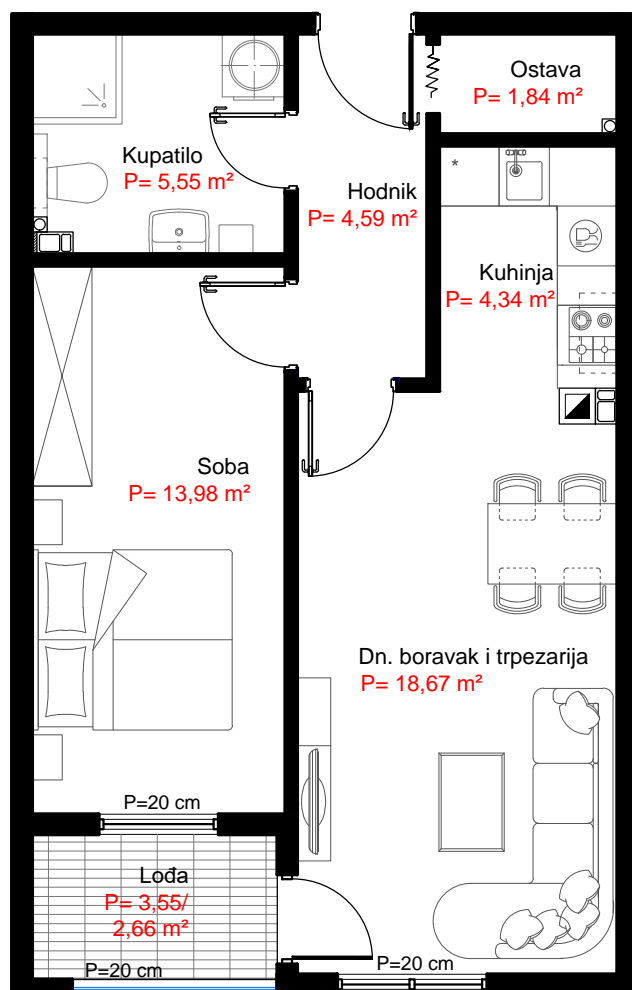 Ostava
P= 1,84 m²
Kupatilo
P= 5,55 m²
Hodnik
P= 4,59 m²
*
Kuhinja
P= 4,34 m²
Soba
P= 13,98 m²
Dn. boravak i trpezarija
P= 18,67 m²
P=20 cm
Lođa
P= 3,55/
2,66 m²
P=20 cm
P=20 cm